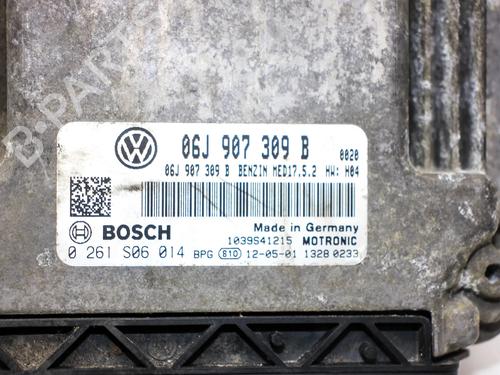 06J 907 309 B 0020
06J 907 309 B BENZIN MED17.5.2 HW: H04
BOSCH
Made in Germany
1039S41215 MOTRONIC
0 261 S06 014 BPG 810 12-05-01 1328 0233
B-PARTS